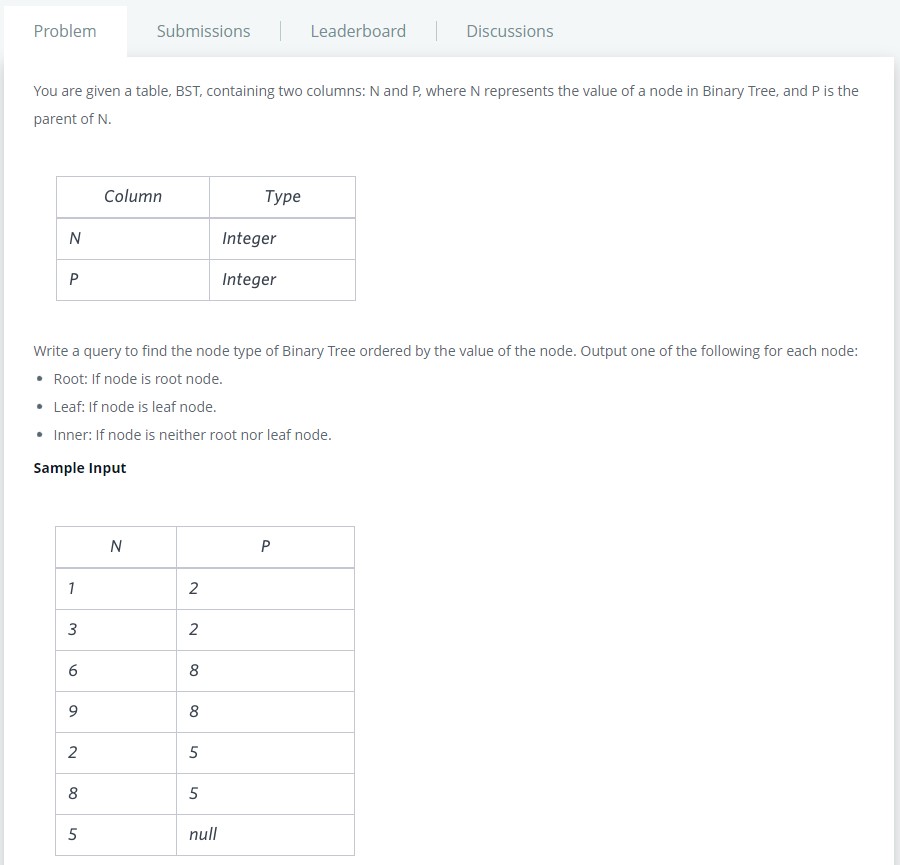 Problem
Submissions
Leaderboard
Discussions
You are given a table, BST, containing two columns: N and P, where N represents the value of a node in Binary Tree, and P is the
parent of N.
Column Type
N Integer
P Integer
Write a query to find the node type of Binary Tree ordered by the value of the node. Output one of the following for each node:
• Root: If node is root node.
• Leaf: If node is leaf node.
• Inner: If node is neither root nor leaf node.
Sample Input
N P
1 2
3 2
6 8
9 8
2 5
8 5
5 null